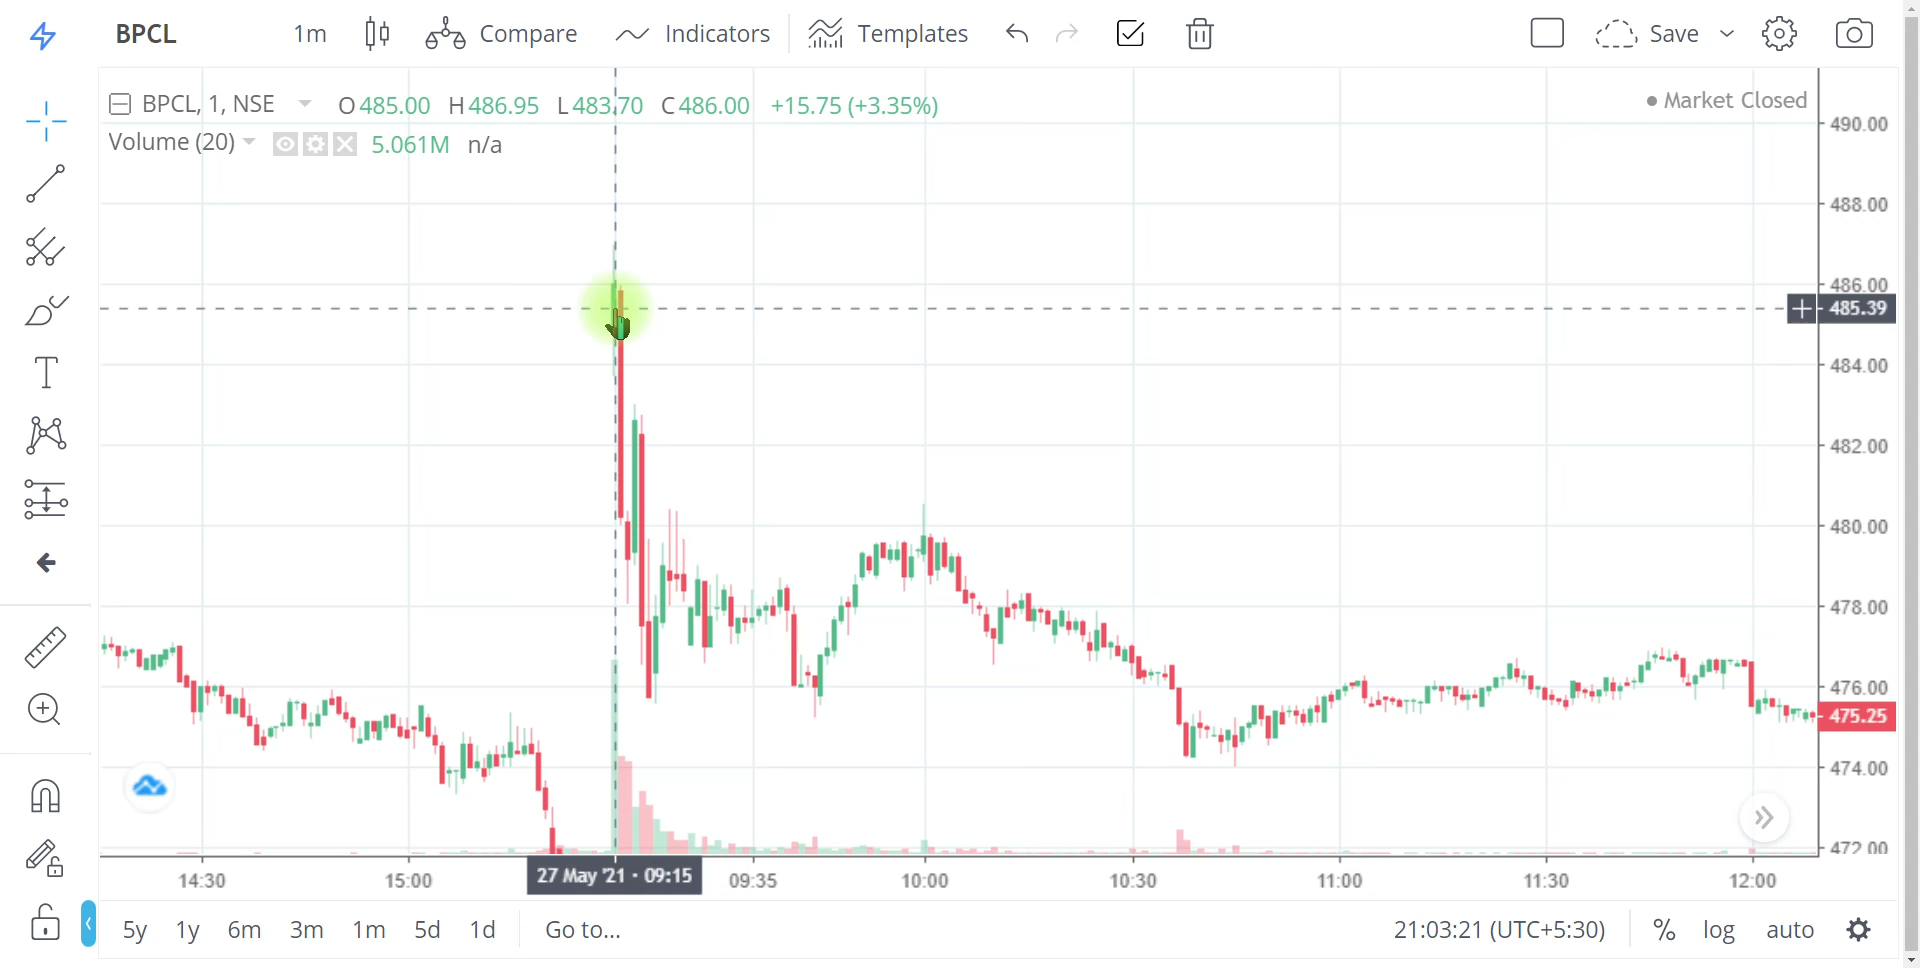 BPCL 1m Compare Indicators Templates Save
BPCL, 1, NSE O485.00 H486.95 L483.70 C486.00 +15.75 (+3.35%)
Market Closed
Volume (20) 5.061M n/a
490.00
488.00
486.00
485.39
484.00
482.00
480.00
478.00
476.00
475.25
474.00
472.00
14:30 15:00 27 May '21 · 09:15 09:35 10:00 10:30 11:00 11:30 12:00
5y 1y 6m 3m 1m 5d 1d Go to... 21:03:21 (UTC+5:30) % log auto